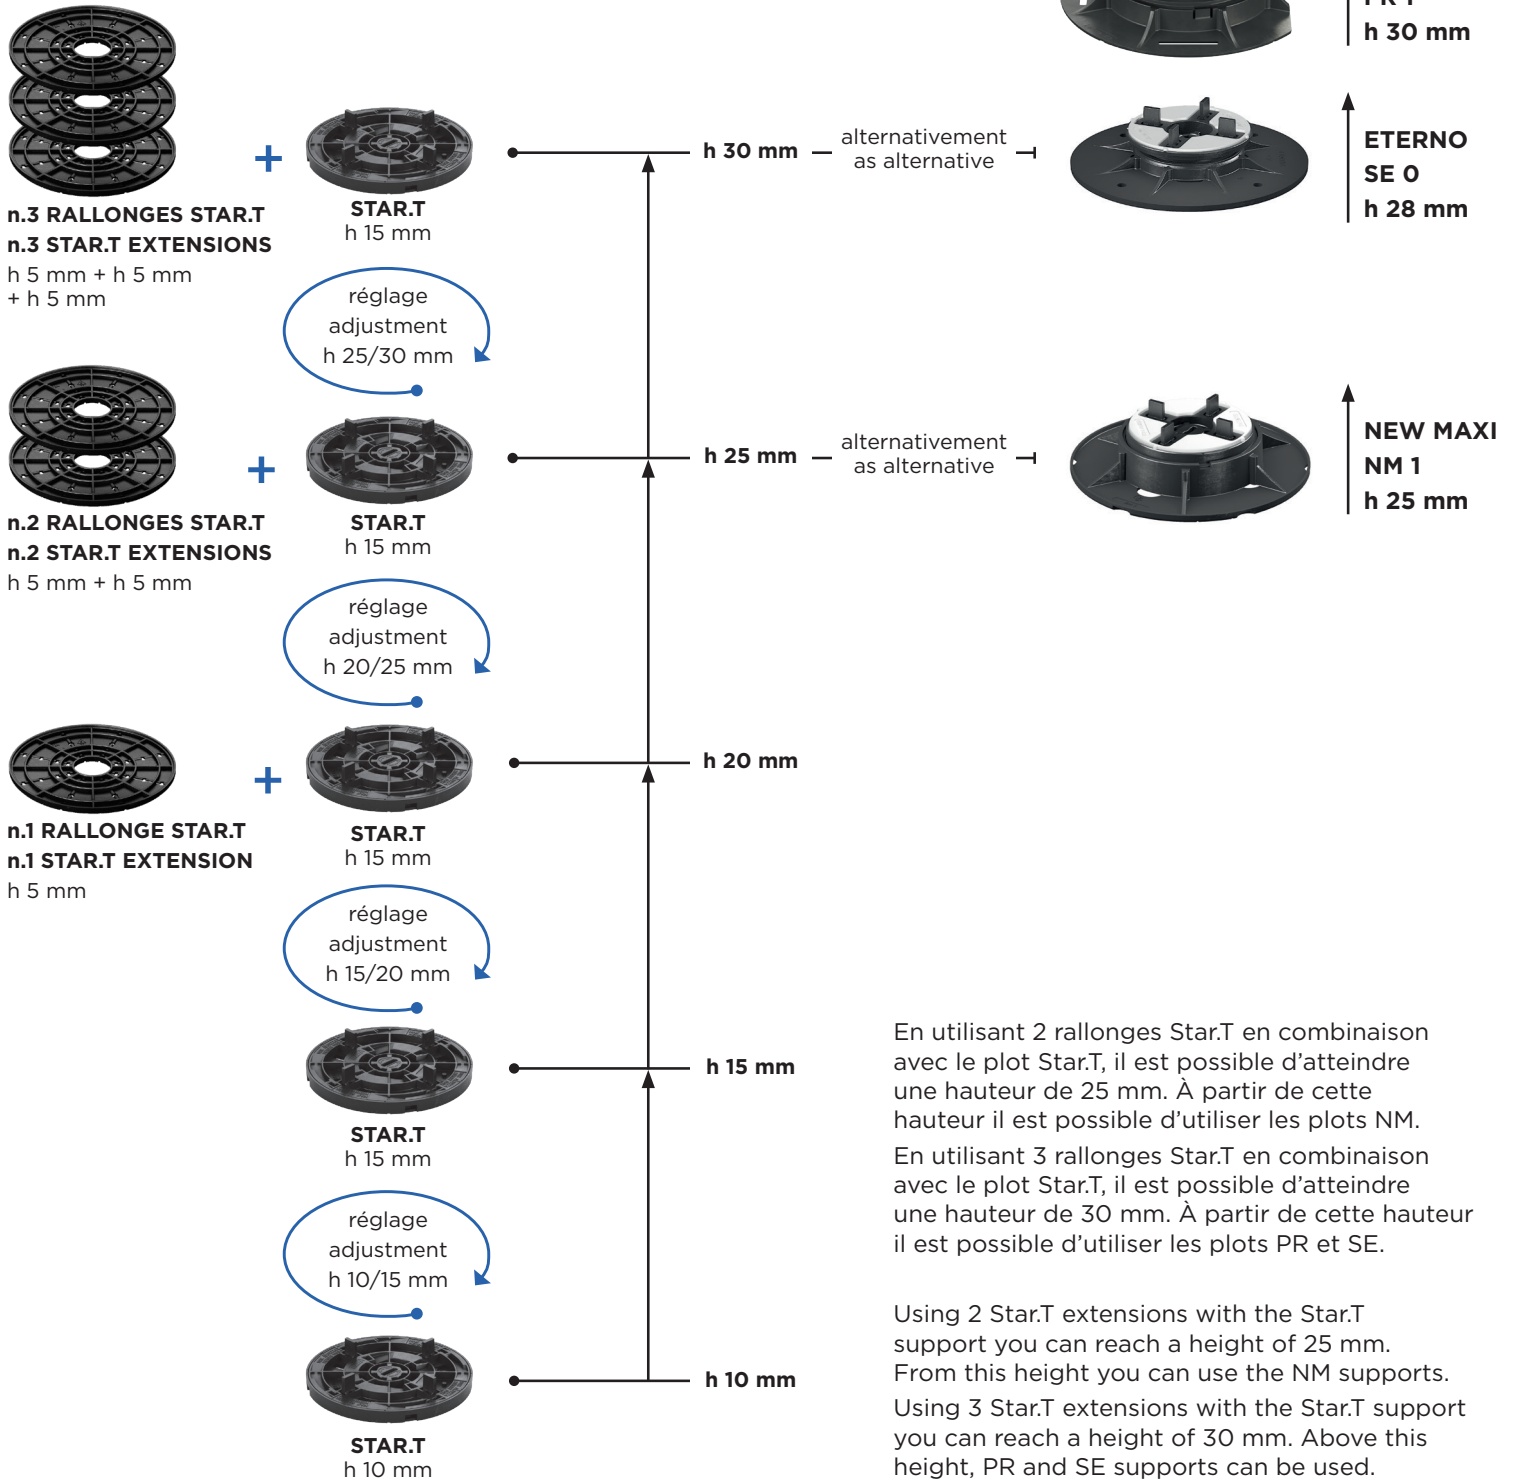 h 30 mm
n.3 RALLONGES STAR.T
n.3 STAR.T EXTENSIONS
h 5 mm + h 5 mm
+ h 5 mm
+
STAR.T
h 15 mm
h 30 mm
alternativement
as alternative
ETERNO
SE 0
h 28 mm
réglage
adjustment
h 25/30 mm
n.2 RALLONGES STAR.T
n.2 STAR.T EXTENSIONS
h 5 mm + h 5 mm
+
STAR.T
h 15 mm
h 25 mm
alternativement
as alternative
NEW MAXI
NM 1
h 25 mm
réglage
adjustment
h 20/25 mm
n.1 RALLONGE STAR.T
n.1 STAR.T EXTENSION
h 5 mm
+
STAR.T
h 15 mm
h 20 mm
réglage
adjustment
h 15/20 mm
STAR.T
h 15 mm
h 15 mm
réglage
adjustment
h 10/15 mm
STAR.T
h 10 mm
h 10 mm
En utilisant 2 rallonges Star.T en combinaison
avec le plot Star.T, il est possible d'atteindre
une hauteur de 25 mm. À partir de cette
hauteur il est possible d'utiliser les plots NM.
En utilisant 3 rallonges Star.T en combinaison
avec le plot Star.T, il est possible d'atteindre
une hauteur de 30 mm. À partir de cette hauteur
il est possible d'utiliser les plots PR et SE.
Using 2 Star.T extensions with the Star.T
support you can reach a height of 25 mm.
From this height you can use the NM supports.
Using 3 Star.T extensions with the Star.T support
you can reach a height of 30 mm. Above this
height, PR and SE supports can be used.